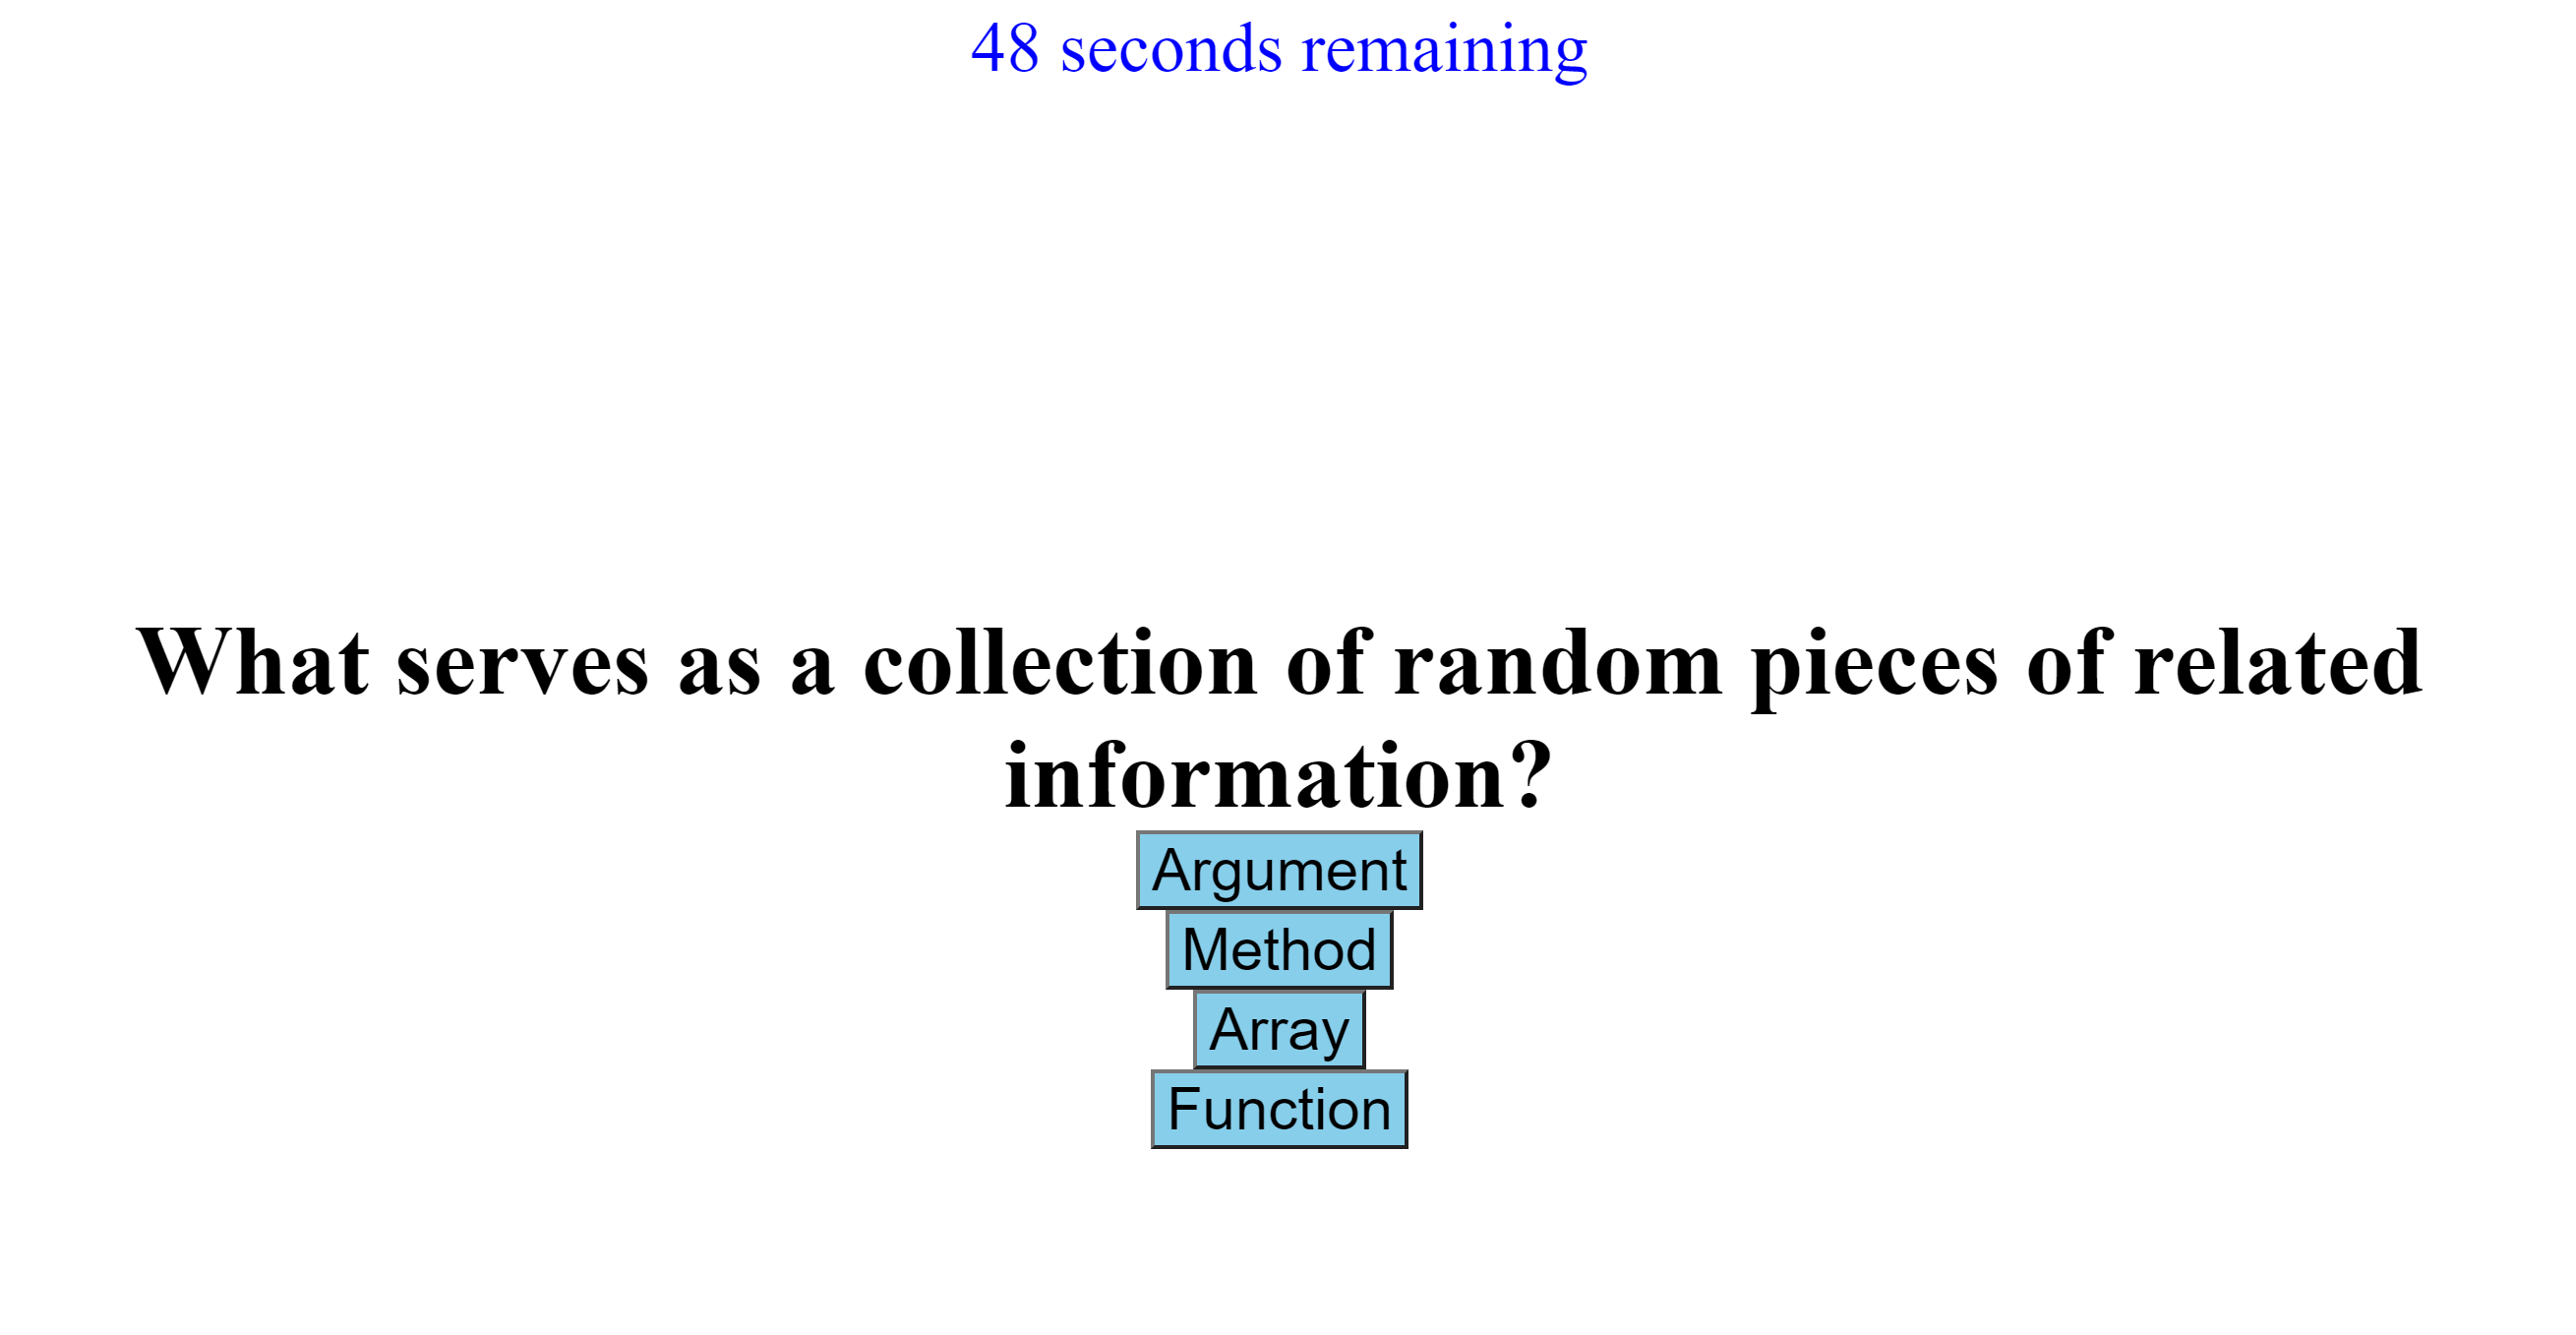 48 seconds remaining
What serves as a collection of random pieces of related
information?
Argument
Method
Array
Function